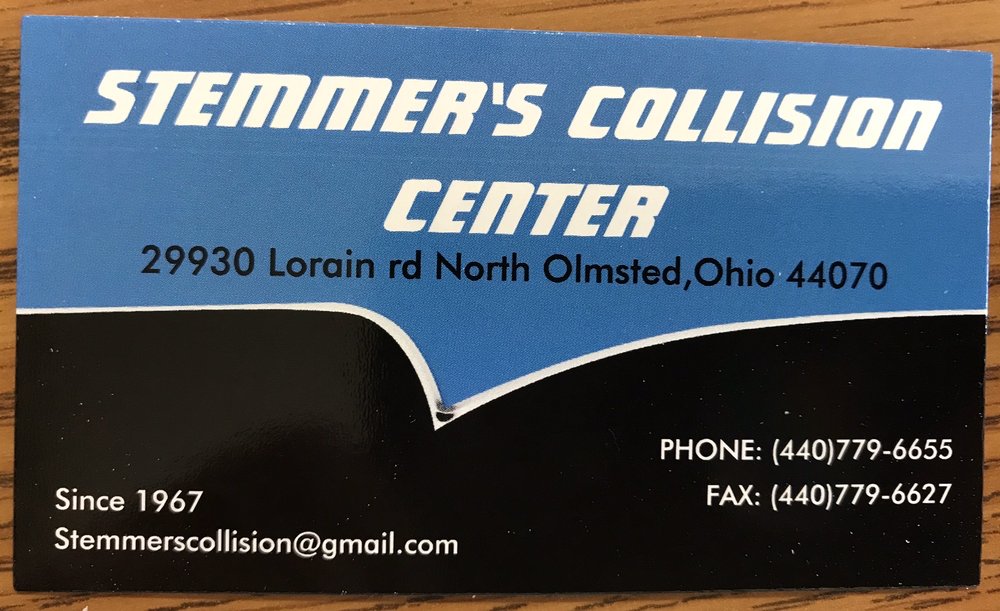 STEMMER'S COLLISION
CENTER
29930 Lorain rd North Olmsted,Ohio 44070
PHONE: (440)779-6655
FAX: (440)779-6627
Since 1967
Stemmerscollision@gmail.com